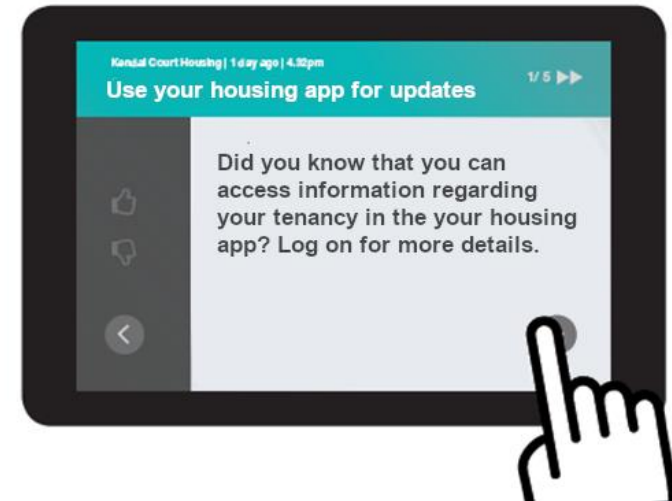 Kendal Court Housing | 1 day ago | 4.32pm
Use your housing app for updates
1/5
Did you know that you can
access information regarding
your tenancy in the your housing
app? Log on for more details.